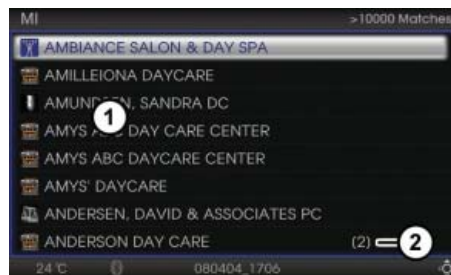 MI >10000 Matches
AMBIANCE SALON & DAY SPA
AMILLEIONA DAYCARE
SANDRA DC
AMYS DAY CARE CENTER
AMYS ABC DAYCARE CENTER
AMYS' DAYCARE
ANDERSEN, DAVID & ASSOCIATES PC
ANDERSON DAY CARE (2)
24°C 080404_1706
1
2